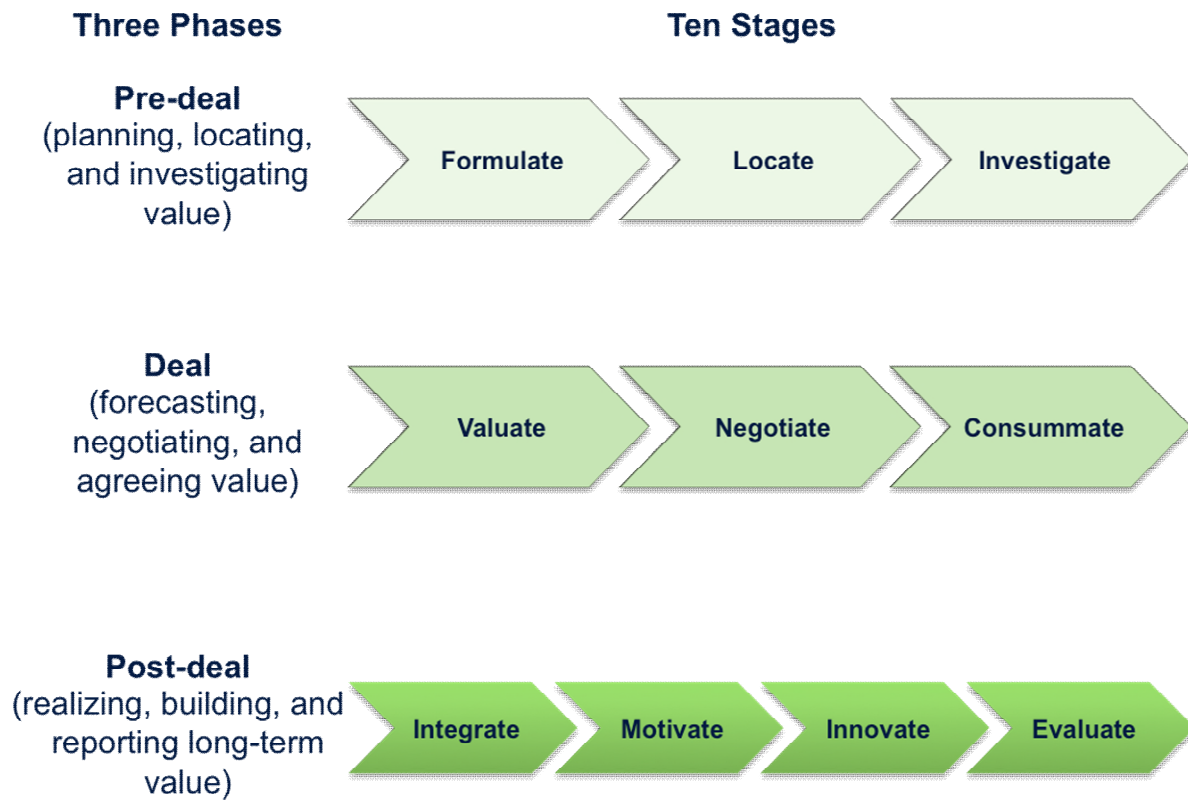 Three Phases
Ten Stages
Pre-deal
(planning, locating,
and investigating
value)
Formulate
Locate
Investigate
Deal
(forecasting,
negotiating, and
agreeing value)
Valuate
Negotiate
Consummate
Post-deal
(realizing, building, and
reporting long-term
value)
Integrate
Motivate
Innovate
Evaluate